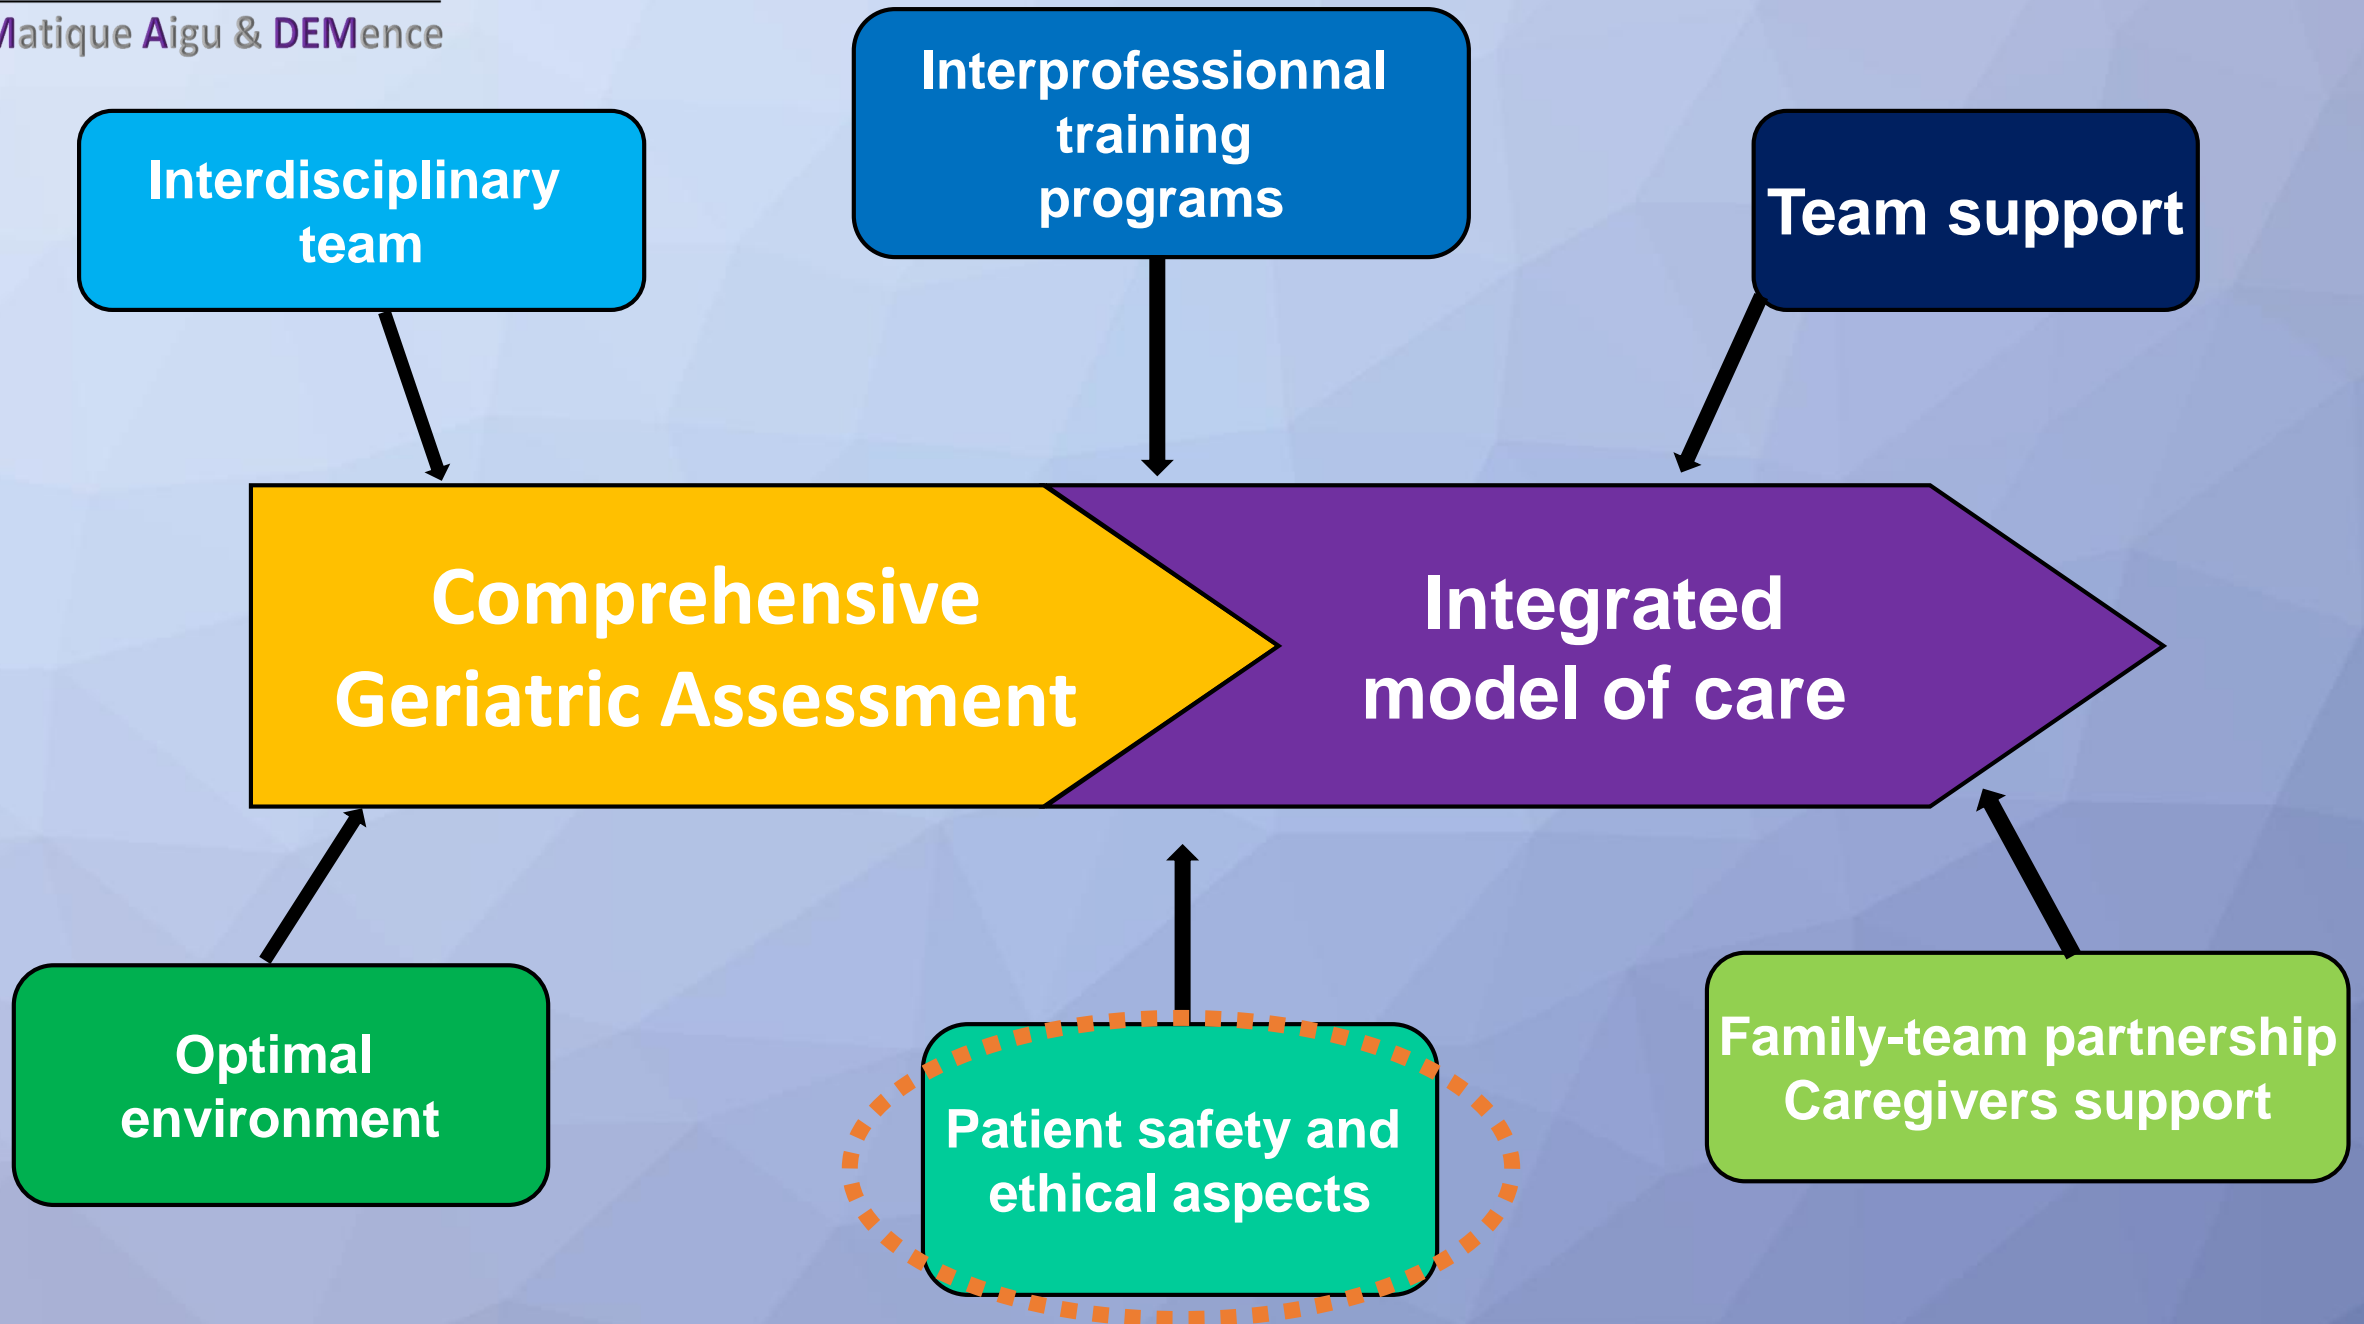 Matique Aigu & DEMence
Interprofessionnal
training
programs
Interdisciplinary
team
Team support
Comprehensive
Geriatric Assessment
Integrated
model of care
Optimal
environment
Patient safety and
ethical aspects
Family-team partnership
Caregivers support